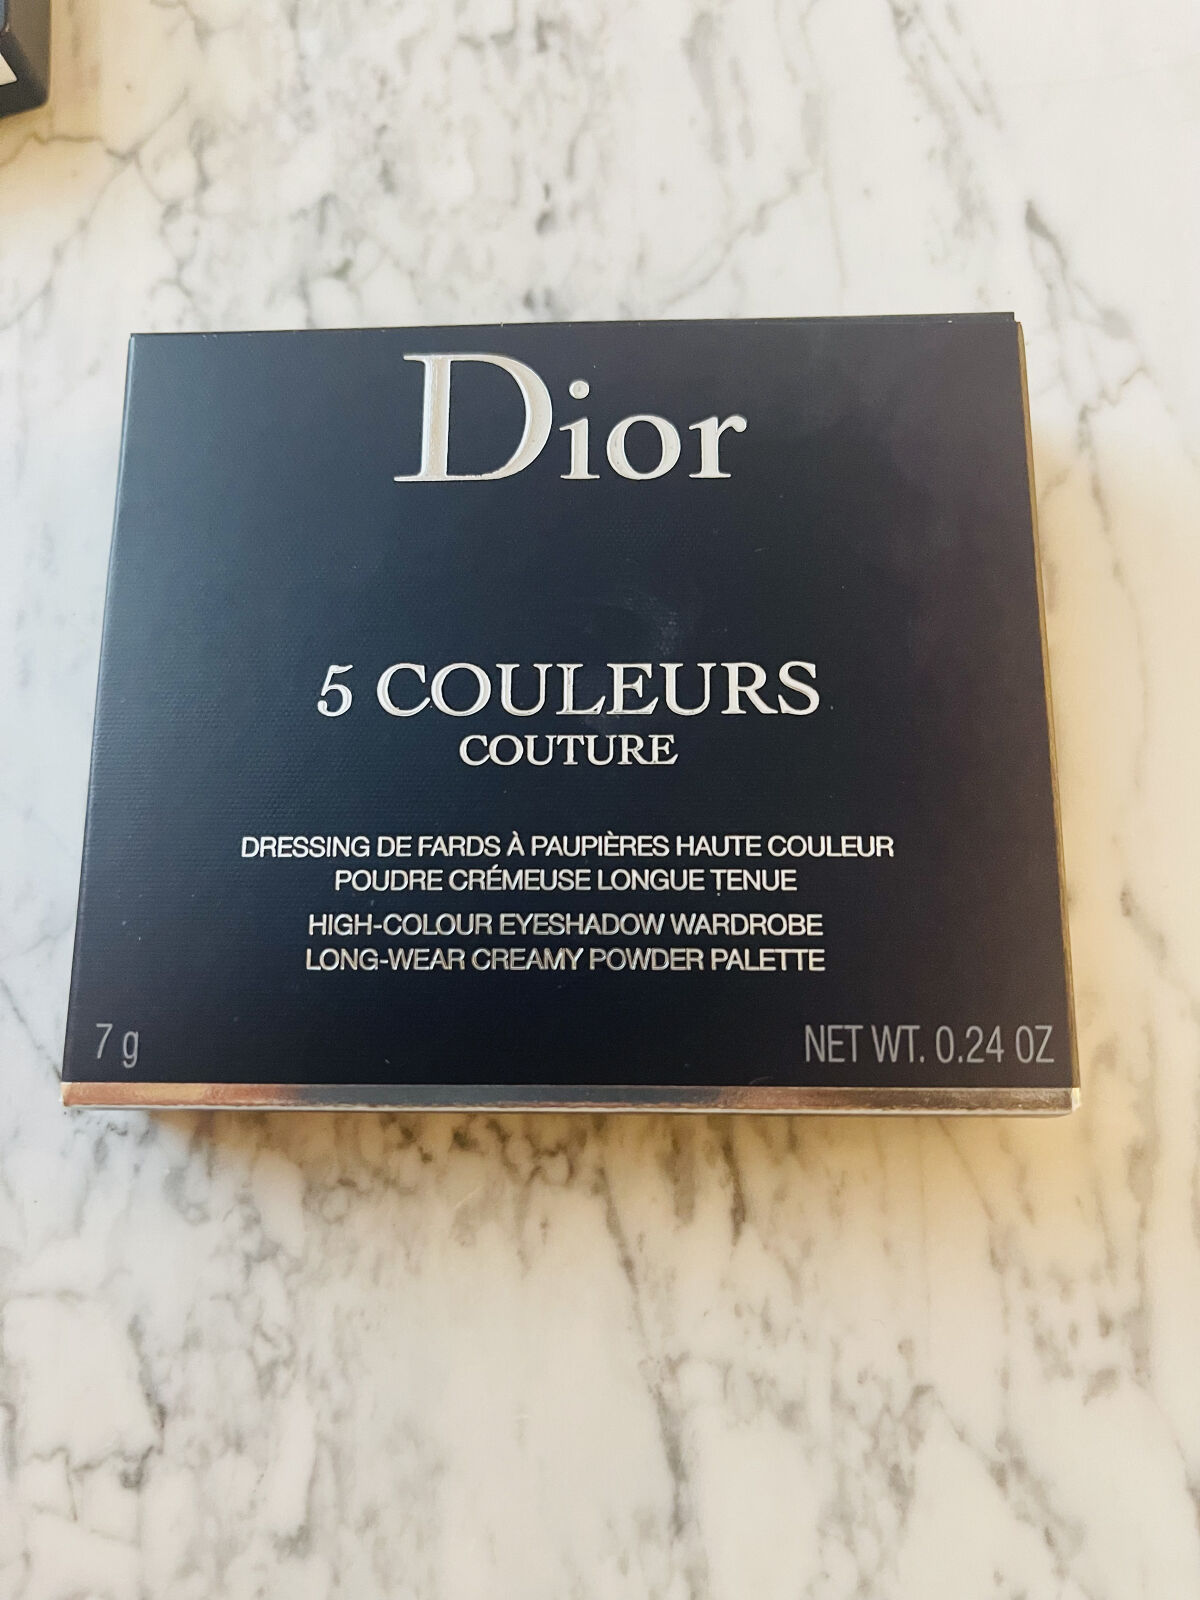 Dior
5 COULEURS
COUTURE
DRESSING DE FARDS À PAUPIÈRES HAUTE COULEUR
POUDRE CRÉMEUSE LONGUE TENUE
HIGH-COLOUR EYESHADOW WARDROBE
LONG-WEAR CREAMY POWDER PALETTE
7 g NET WT. 0.24 OZ